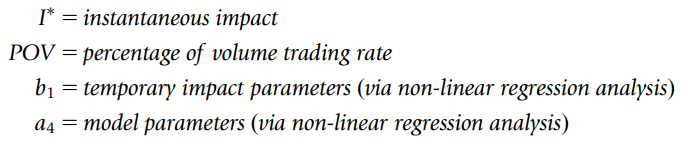 I* = instantaneous impact
POV = percentage of volume trading rate
b₁ = temporary impact parameters (via non-linear regression analysis)
a₄ = model parameters (via non-linear regression analysis)